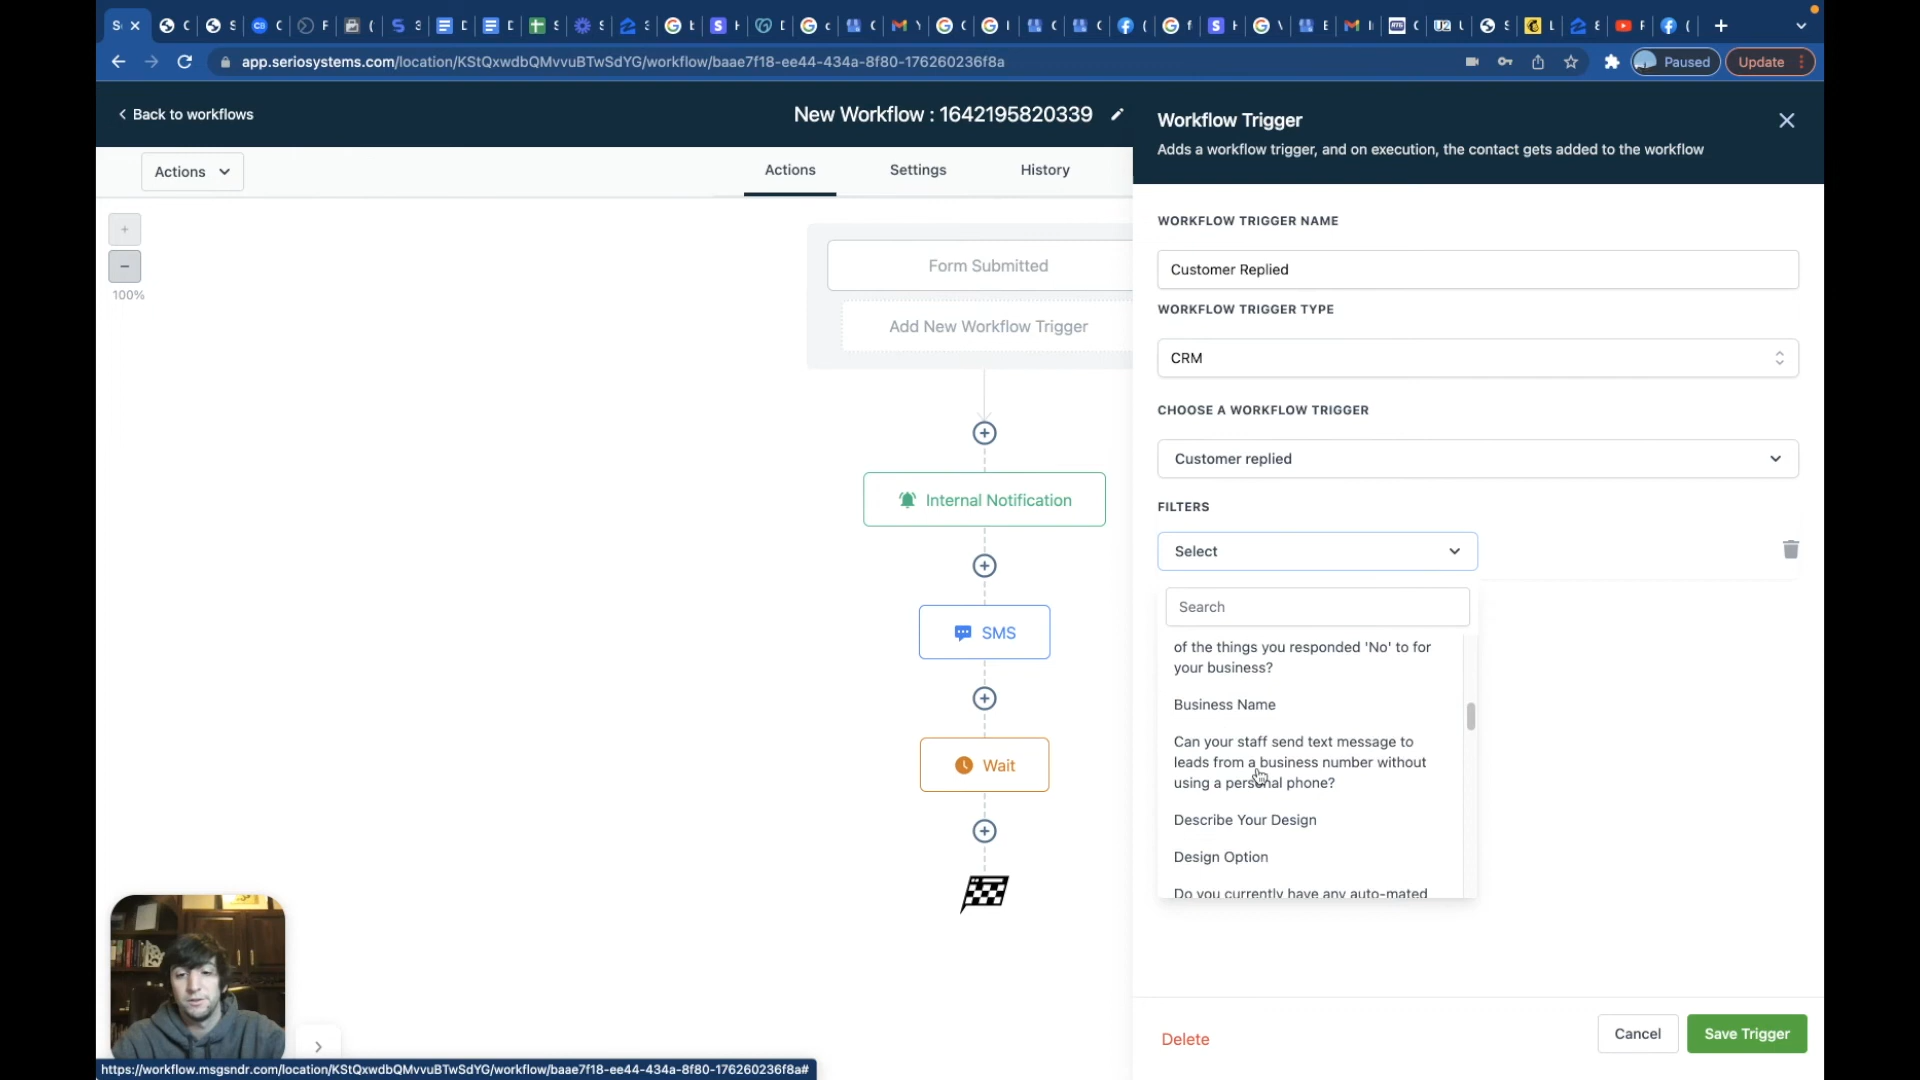 app.seriosystems.com/location/KStQxwdbQMvvuBTwSdYG/workflow/baae7f18-ee44-434a-8f80-176260236f8a
Paused
Update
Back to workflows
New Workflow : 1642195820339
Workflow Trigger
Adds a workflow trigger, and on execution, the contact gets added to the workflow
Actions
Actions
Settings
History
100%
Form Submitted
Add New Workflow Trigger
Internal Notification
SMS
Wait
WORKFLOW TRIGGER NAME
Customer Replied
WORKFLOW TRIGGER TYPE
CRM
CHOOSE A WORKFLOW TRIGGER
Customer replied
FILTERS
Select
Search
of the things you responded 'No' to for
your business?
Business Name
Can your staff send text message to
leads from a business number without
using a personal phone?
Describe Your Design
Design Option
Do you currently have any auto-mated
Delete
Cancel
Save Trigger
https://workflow.msgsndr.com/location/KStQxwdbQMvvuBTwSdYG/workflow/baae7f18-ee44-434a-8f80-176260236f8a#